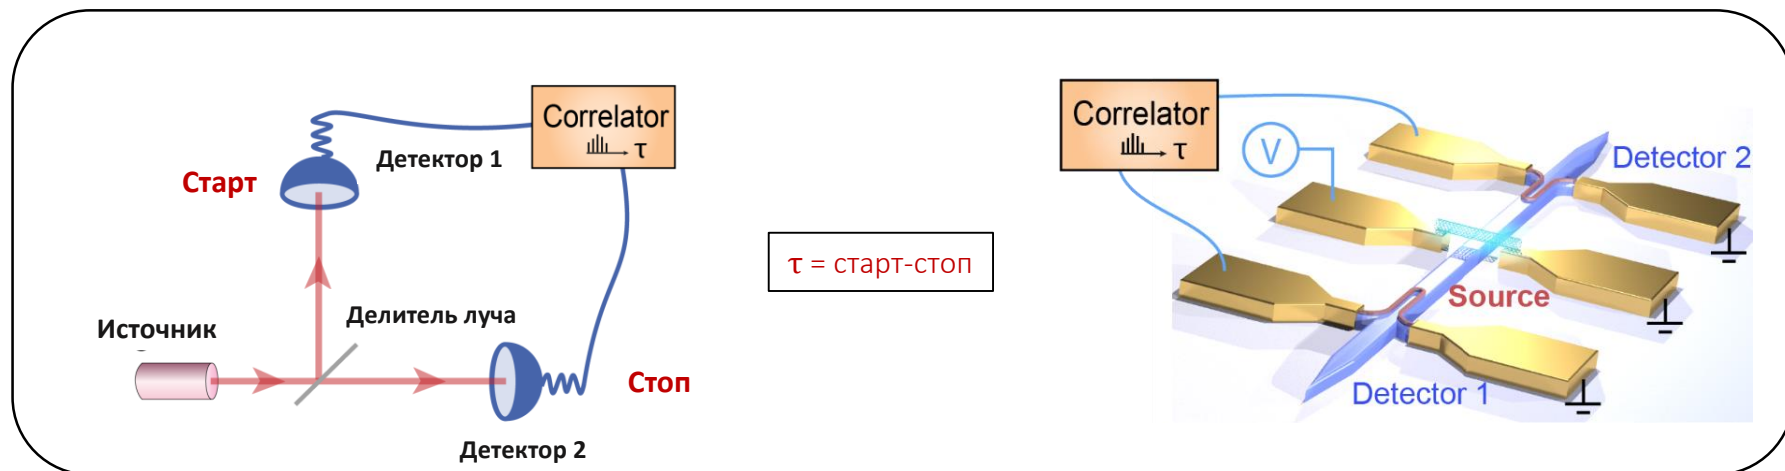 Correlator
τ
Детектор 1
Старт
Делитель луча
Источник
Стоп
Детектор 2
τ = старт-стоп
Correlator
τ
V
Detector 2
Source
Detector 1